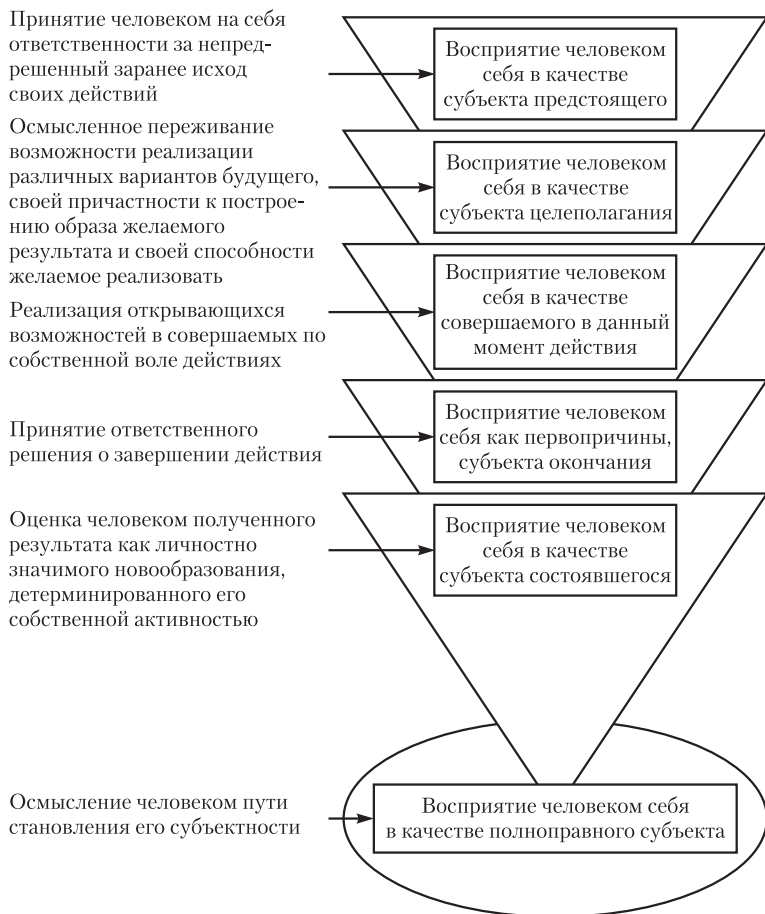 Принятие человеком на себя
ответственности за непред-
решенный заранее исход
своих действий
Восприятие человеком
себя в качестве
субъекта предстоящего
Осмысленное переживание
возможности реализации
различных вариантов будущего,
своей причастности к построе-
нию образа желаемого
результата и своей способности
желаемое реализовать
Восприятие человеком
себя в качестве
субъекта целеполагания
Реализация открывающихся
возможностей в совершаемых по
собственной воле действиях
Восприятие человеком
себя в качестве
совершаемого в данный
момент действия
Принятие ответственного
решения о завершении действия
Восприятие человеком
себя как первопричины,
субъекта окончания
Оценка человеком полученного
результата как личностно
значимого новообразования,
детерминированного его
собственной активностью
Восприятие человеком
себя в качестве
субъекта состоявшегося
Осмысление человеком пути
становления его субъектности
Восприятие человеком себя
в качестве полноправного субъекта